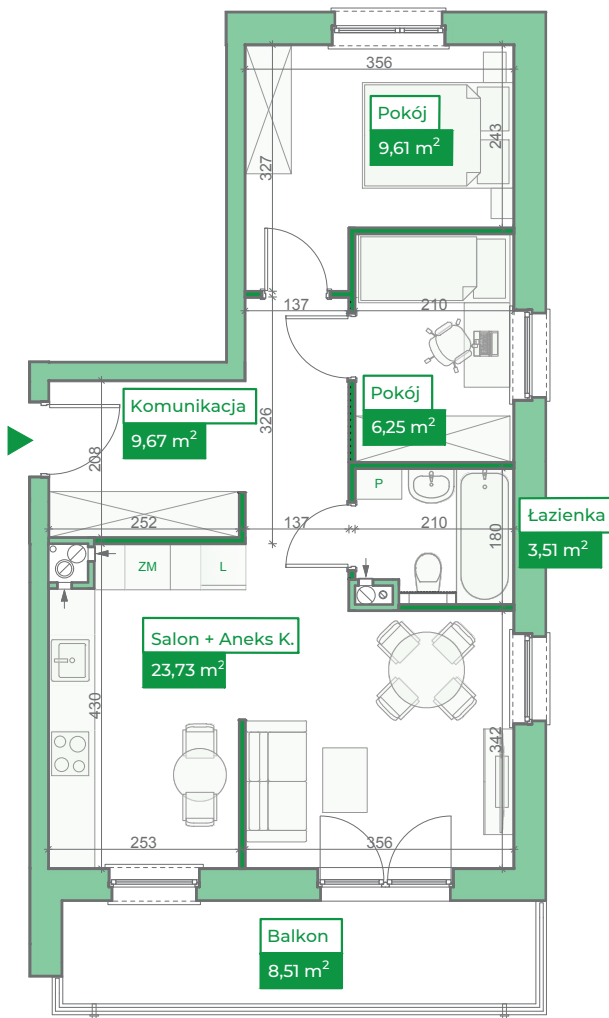 356
Pokój
9,61 m²
243
327
137
210
Pokój
6,25 m²
326
Komunikacja
9,67 m²
208
252
137
210
P
180
Łazienka
3,51 m²
ZM
L
Salon + Aneks K.
23,73 m²
430
342
253
356
Balkon
8,51 m²